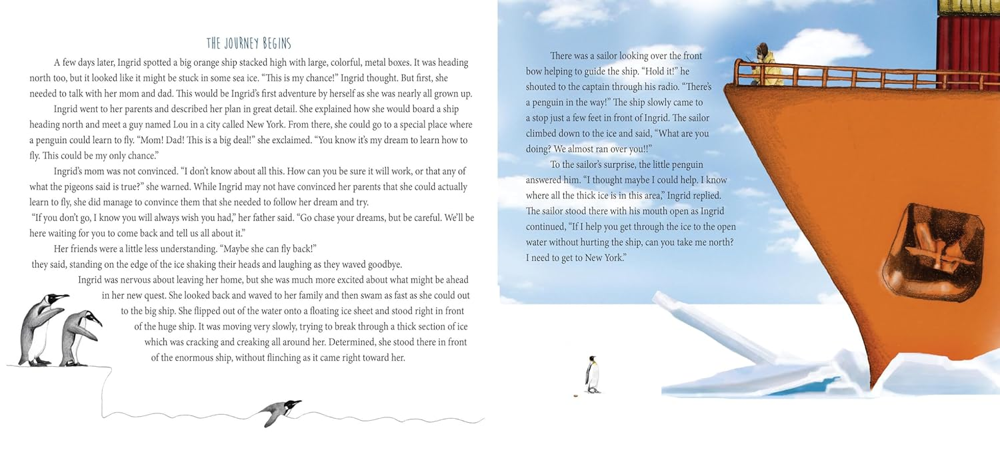 THE JOURNEY BEGINS
A few days later, Ingrid spotted a big orange ship stacked high with large, colorful, metal boxes. It was heading
north too, but it looked like it might be stuck in some sea ice. “This is my chance!” Ingrid thought. But first, she
needed to talk with her mom and dad. This would be Ingrid’s first adventure by herself as she was nearly all grown up.
Ingrid went to her parents and described her plan in great detail. She explained how she would board a ship
heading north and meet a guy named Lou in a city called New York. From there, she could go to a special place where
a penguin could learn to fly. “Mom! Dad! This is a big deal!” she exclaimed. “You know it’s my dream to learn how to
fly. This could be my only chance.”
Ingrid’s mom was not convinced. “I don’t know about all this. How can you be sure it will work, or that any of
what the pigeons said is true?” she warned. While Ingrid may not have convinced her parents that she could actually
learn to fly, she did manage to convince them that she needed to follow her dream and try.
“If you don’t go, I know you will always wish you had,” her father said. “Go chase your dreams, but be careful. We’ll be
here waiting for you to come back and tell us all about it.”
Her friends were a little less understanding. “Maybe she can fly back!”
they said, standing on the edge of the ice shaking their heads and laughing as they waved goodbye.
Ingrid was nervous about leaving her home, but she was much more excited about what might be ahead
in her new quest. She looked back and waved to her family and then swam as fast as she could out
to the big ship. She flipped out of the water onto a floating ice sheet and stood right in front
of the huge ship. It was moving very slowly, trying to break through a thick section of ice
which was cracking and creaking all around her. Determined, she stood there in front
of the enormous ship, without flinching as it came right toward her.
There was a sailor looking over the front
bow helping to guide the ship. “Hold it!” he
shouted to the captain through his radio. “There’s
a penguin in the way!” The ship slowly came to
a stop just a few feet in front of Ingrid. The sailor
climbed down to the ice and said, “What are you
doing? We almost ran over you!!”
To the sailor’s surprise, the little penguin
answered him. “I thought maybe I could help. I know
where all the thick ice is in this area,” Ingrid replied.
The sailor stood there with his mouth open as Ingrid
continued, “If I help you get through the ice to the open
water without hurting the ship, can you take me north?
I need to get to New York.”